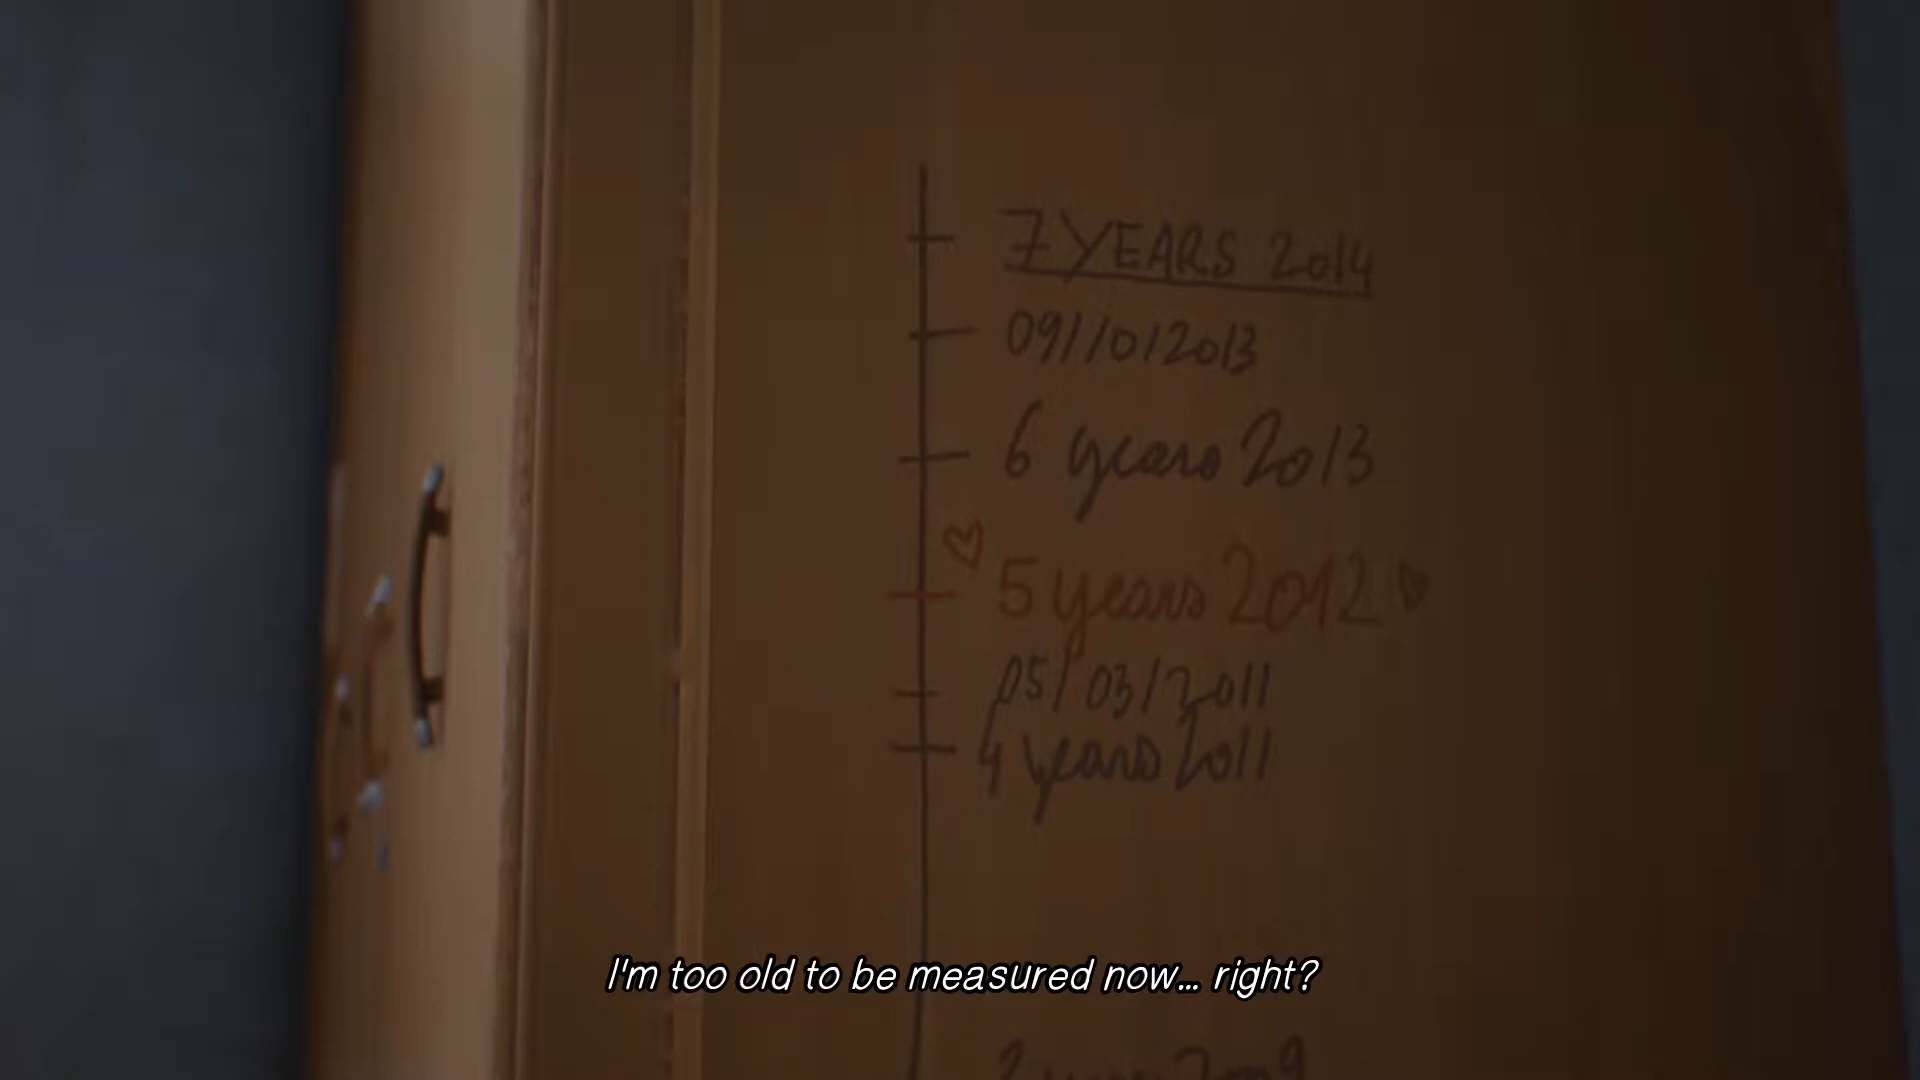 7 YEARS 2014
09/10/2013
6 years 2013
5 years 2012
05/03/2011
4 years 2011
I'm too old to be measured now... right?
2009